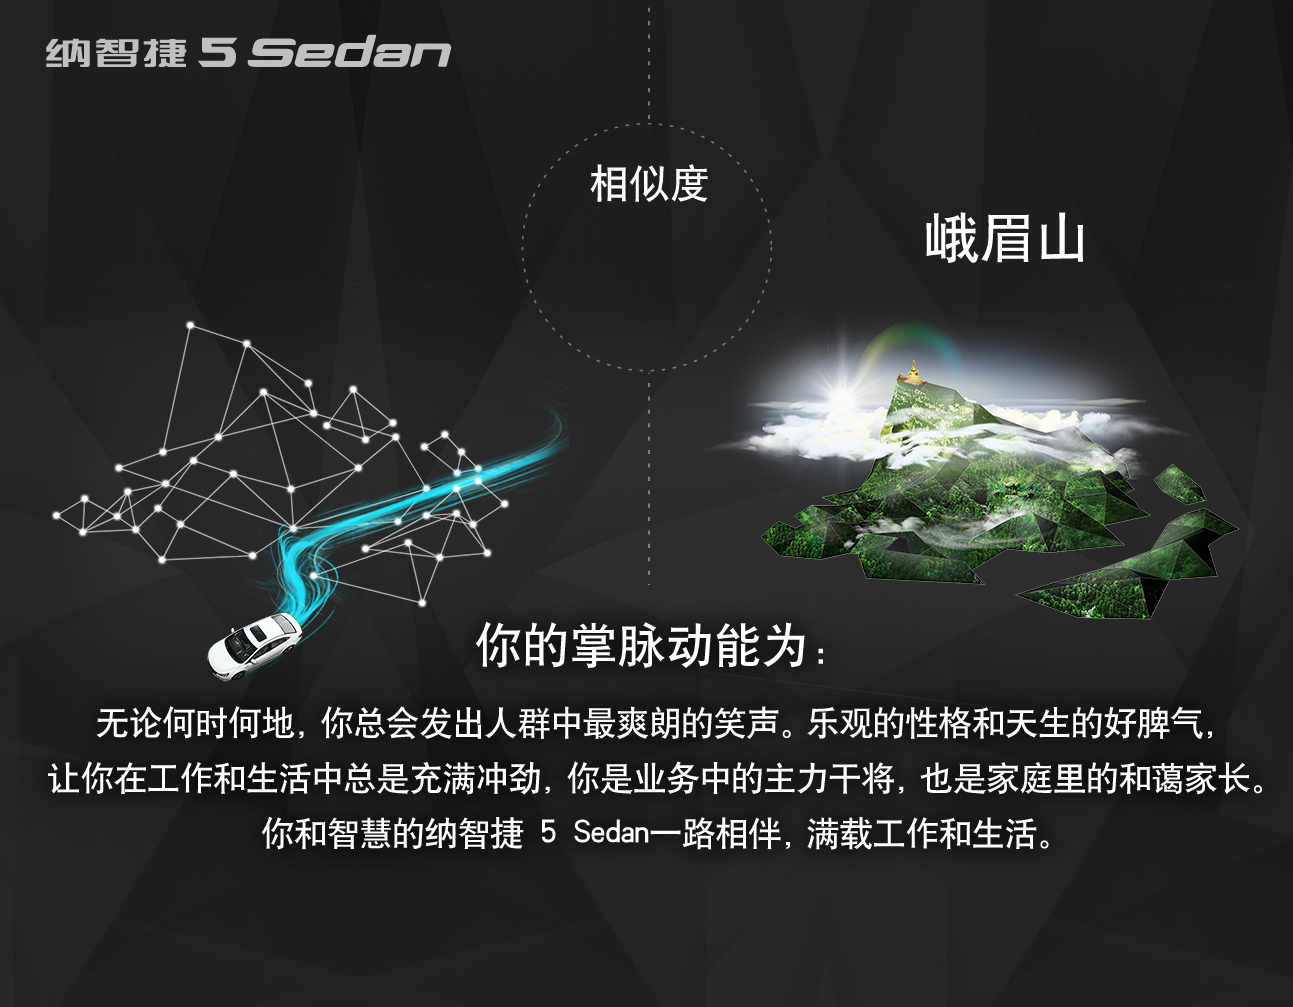 纳智捷 5 Sedan
相似度
峨眉山
你的掌脉动能为：
无论何时何地，你总会发出人群中最爽朗的笑声。乐观的性格和天生的好脾气，
让你在工作和生活中总是充满冲劲，你是业务中的主力干将，也是家庭里的和蔼家长。
你和智慧的纳智捷 5 Sedan一路相伴，满载工作和生活。